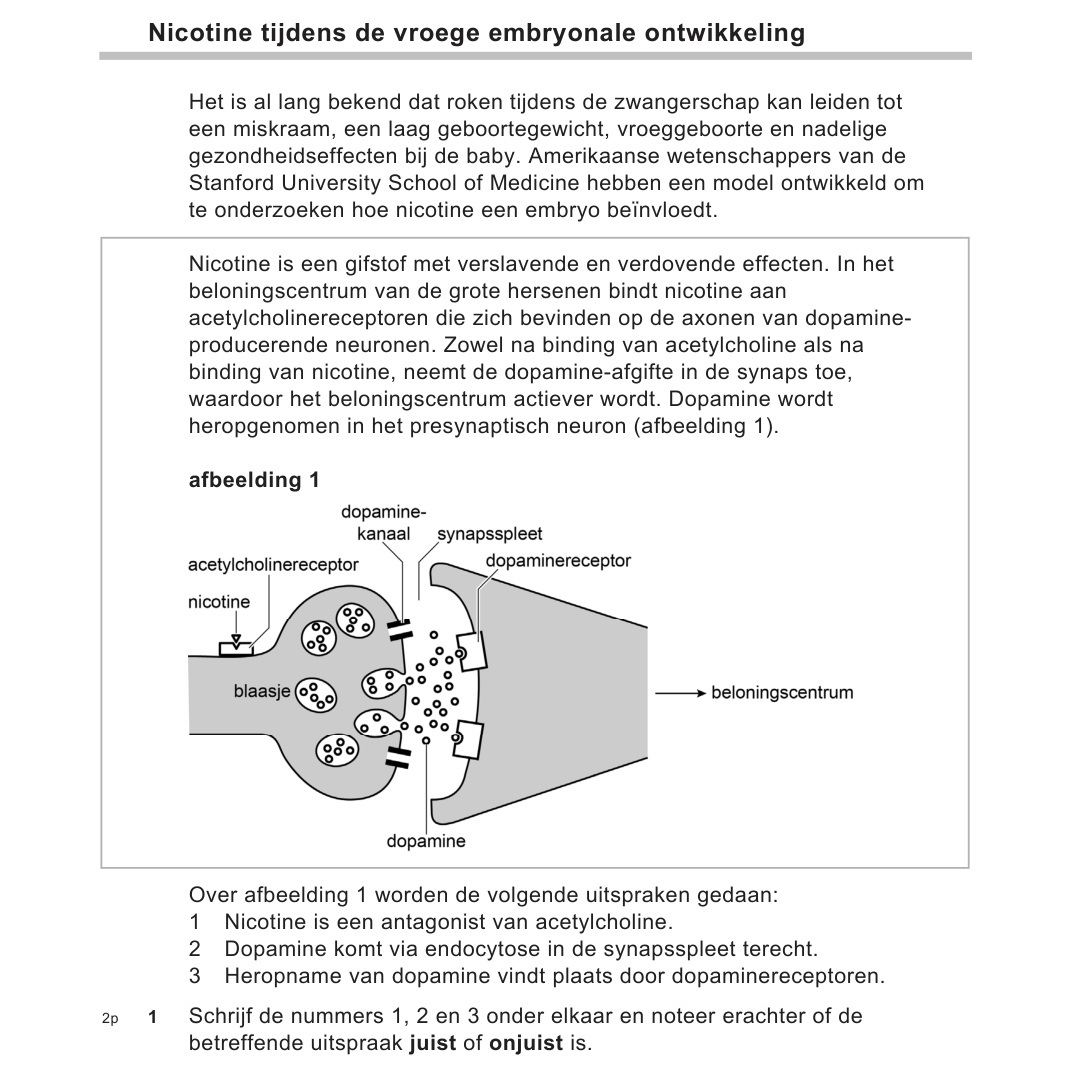 Nicotine tijdens de vroege embryonale ontwikkeling
Het is al lang bekend dat roken tijdens de zwangerschap kan leiden tot
een miskraam, een laag geboortegewicht, vroeggeboorte en nadelige
gezondheidseffecten bij de baby. Amerikaanse wetenschappers van de
Stanford University School of Medicine hebben een model ontwikkeld om
te onderzoeken hoe nicotine een embryo beïnvloedt.
Nicotine is een gifstof met verslavende en verdovende effecten. In het
beloningscentrum van de grote hersenen bindt nicotine aan
acetylcholinereceptoren die zich bevinden op de axonen van dopamine-
producerende neuronen. Zowel na binding van acetylcholine als na
binding van nicotine, neemt de dopamine-afgifte in de synaps toe,
waardoor het beloningscentrum actiever wordt. Dopamine wordt
heropgenomen in het presynaptisch neuron (afbeelding 1).
afbeelding 1
dopamine-
kanaal
synapsspleet
acetylcholinereceptor
dopaminereceptor
nicotine
blaasje
beloningscentrum
dopamine
Over afbeelding 1 worden de volgende uitspraken gedaan:
1 Nicotine is een antagonist van acetylcholine.
2 Dopamine komt via endocytose in de synapsspleet terecht.
3 Heropname van dopamine vindt plaats door dopaminereceptoren.
2p 1 Schrijf de nummers 1, 2 en 3 onder elkaar en noteer erachter of de
betreffende uitspraak juist of onjuist is.